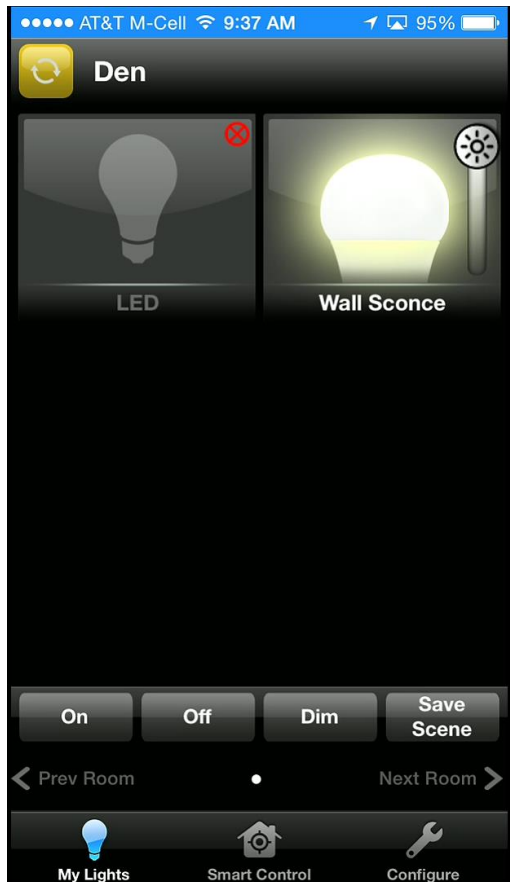 AT&T M-Cell 9:37 AM 95%
Den
LED Wall Sconce
On Off Dim Save Scene
Prev Room Next Room
My Lights Smart Control Configure